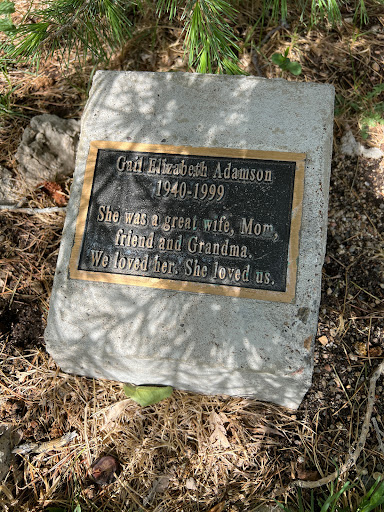 Gail Elizabeth Adamson
1940-1999
She was a great wife, Mom,
friend and Grandma.
We loved her. She loved us.